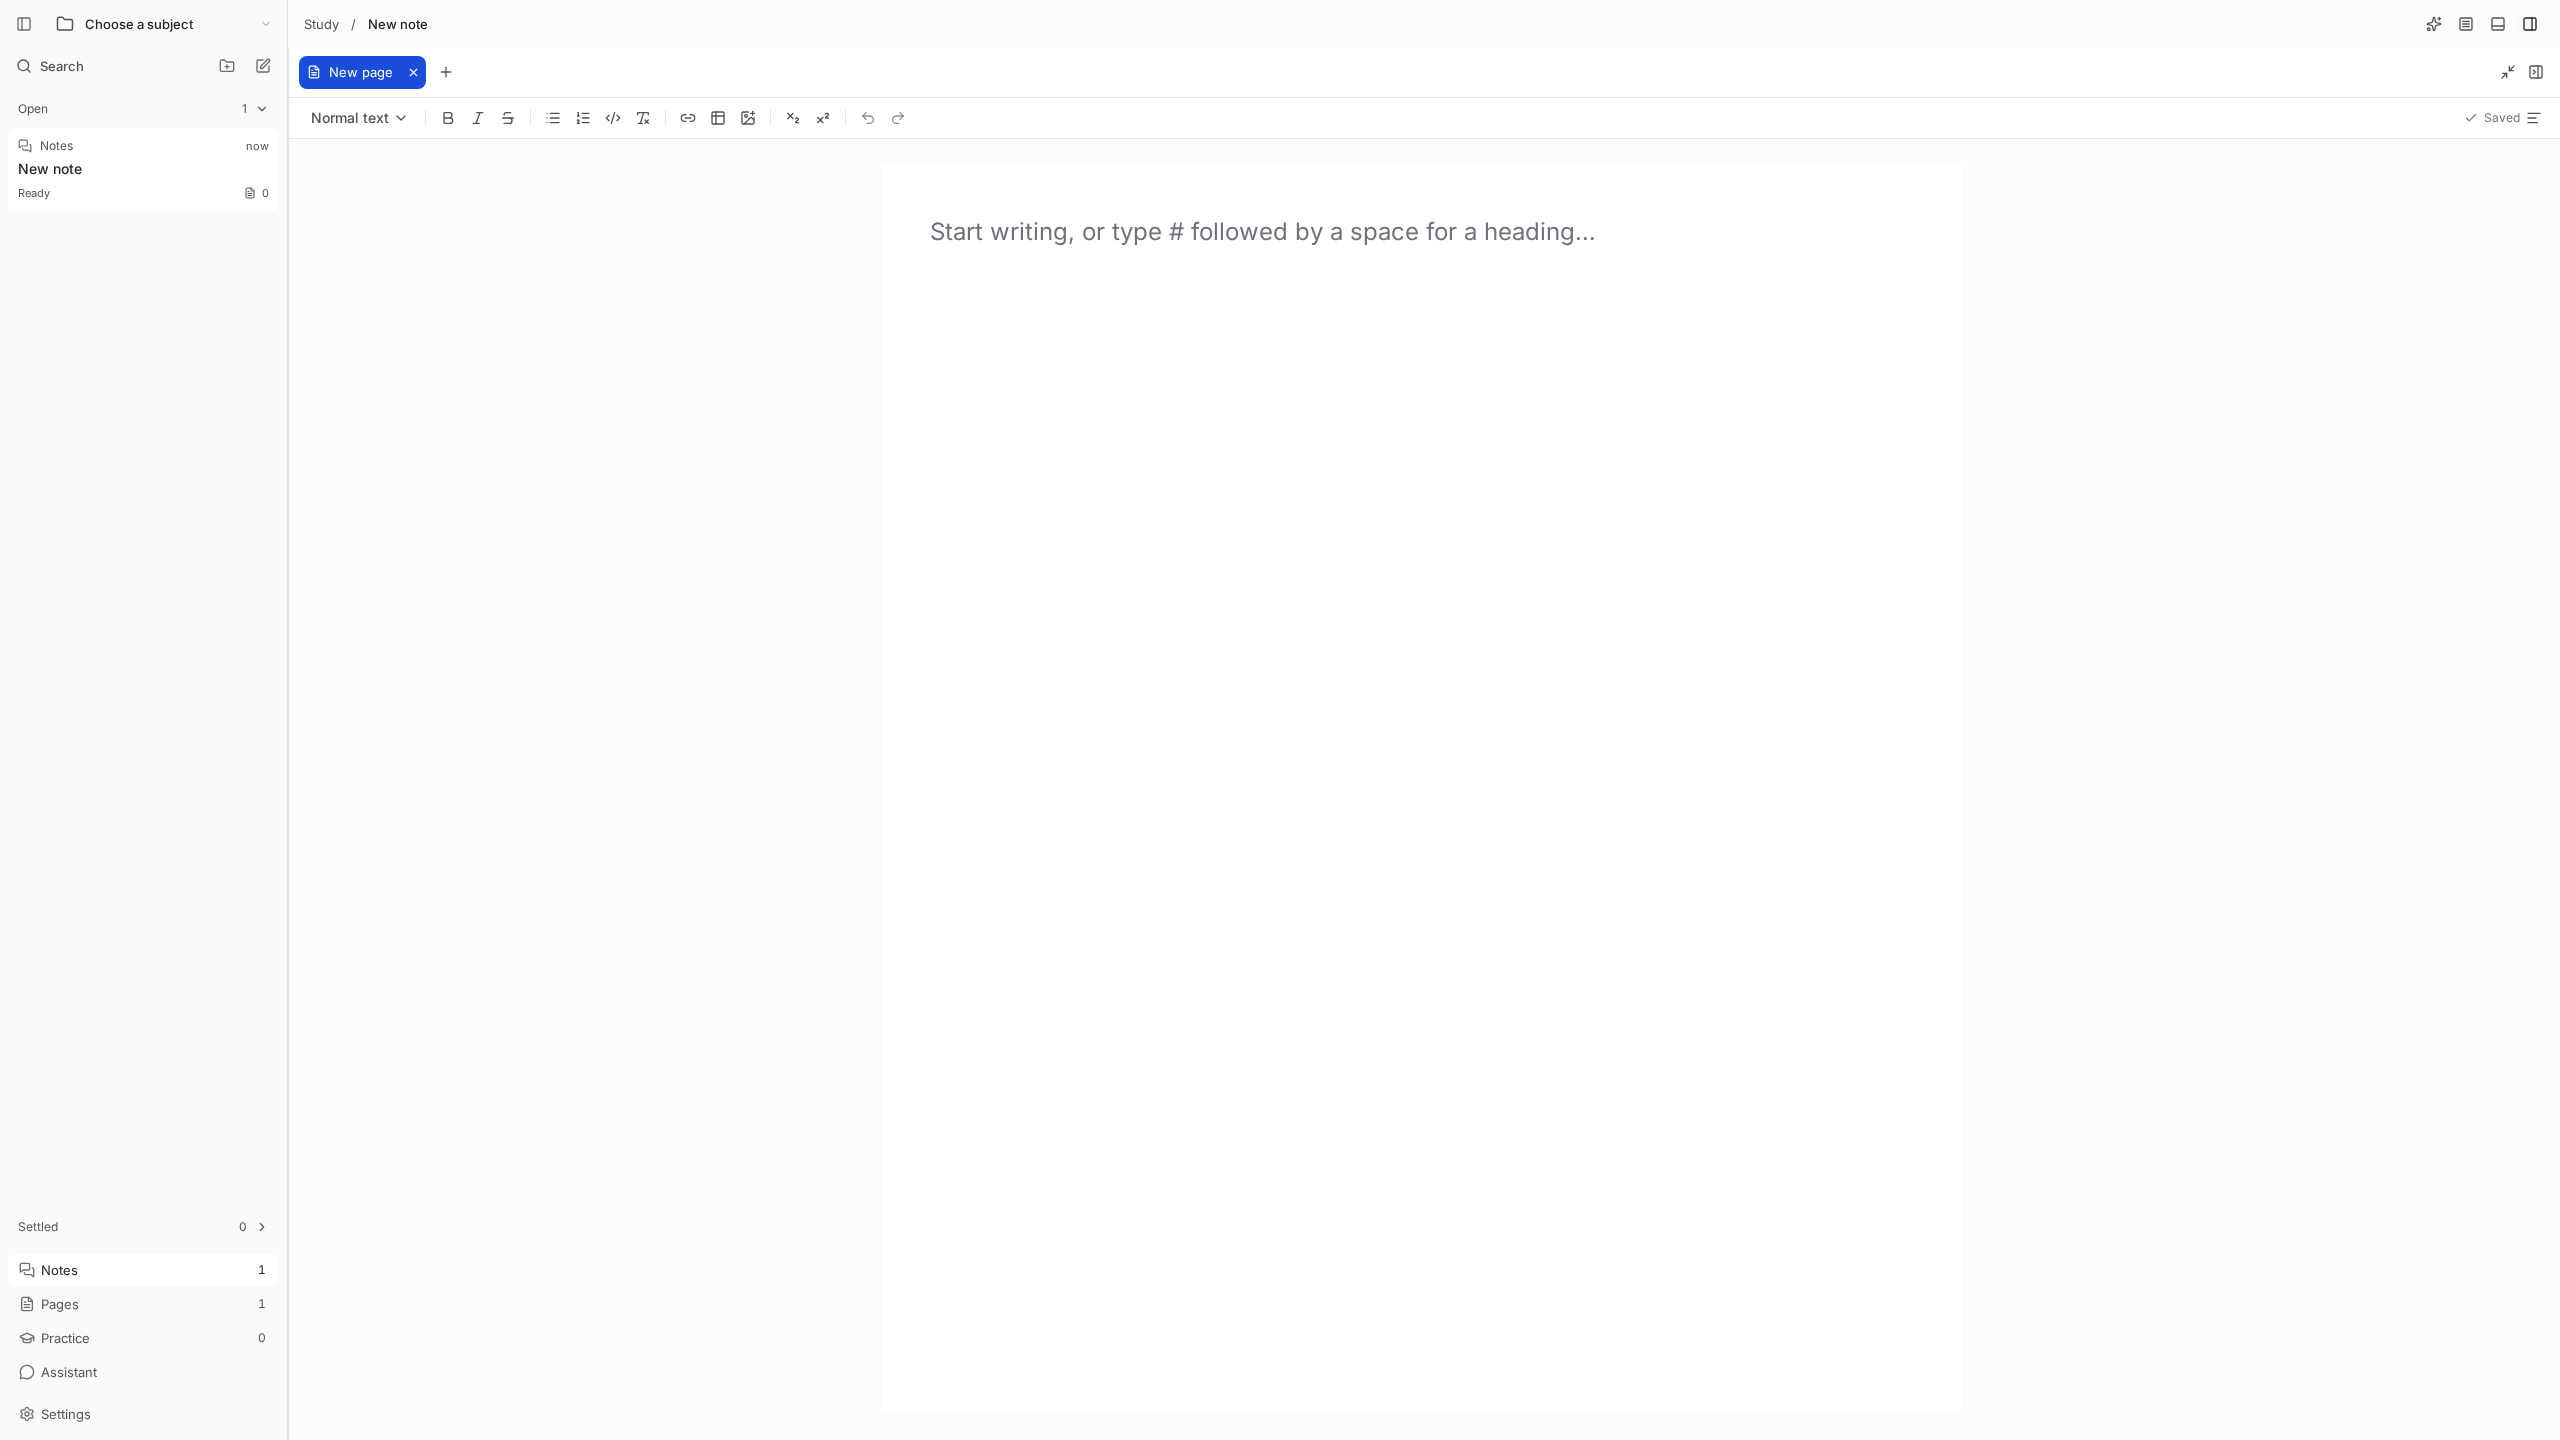 Choose a subject
Study / New note
Search
New page
Open 1
Normal text
Saved
Notes now
New note
Ready 0
Start writing, or type # followed by a space for a heading...
Settled 0
Notes 1
Pages 1
Practice 0
Assistant
Settings